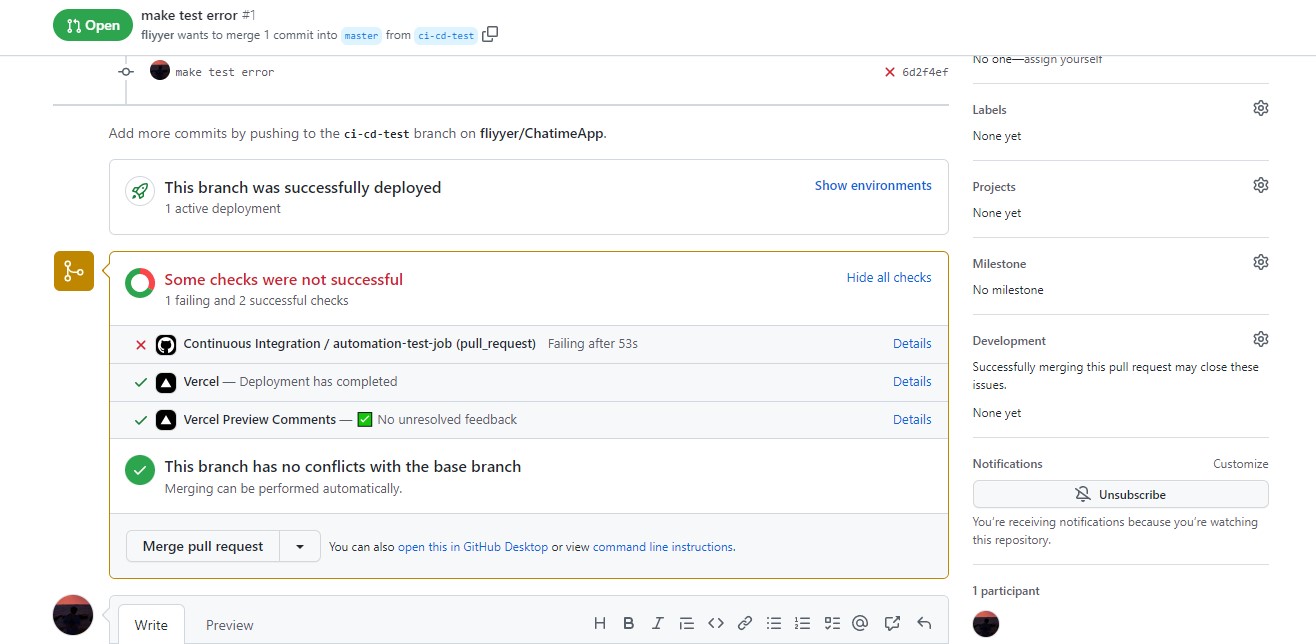 Open
make test error #1
fliyyer wants to merge 1 commit into master from ci-cd-test
make test error
6d2f4ef
Add more commits by pushing to the ci-cd-test branch on fliyyer/ChatimeApp.
This branch was successfully deployed
1 active deployment
Show environments
Some checks were not successful
1 failing and 2 successful checks
Hide all checks
Continuous Integration / automation-test-job (pull_request) Failing after 53s
Details
Vercel — Deployment has completed
Details
Vercel Preview Comments — ✅ No unresolved feedback
Details
This branch has no conflicts with the base branch
Merging can be performed automatically.
Merge pull request
You can also open this in GitHub Desktop or view command line instructions.
Write
Preview
No one—assign yourself
Labels
None yet
Projects
None yet
Milestone
No milestone
Development
Successfully merging this pull request may close these
issues.
None yet
Notifications
Customize
Unsubscribe
You're receiving notifications because you're watching
this repository.
1 participant